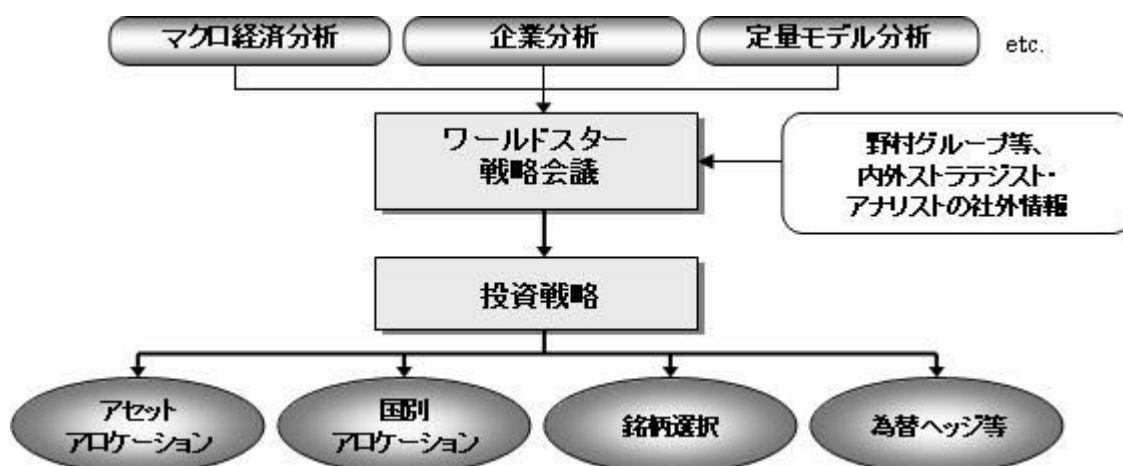 マクロ経済分析
企業分析
定量モデル分析
etc.
ワールドスター
戦略会議
野村グループ等、
内外ストラテジスト・
アナリストの社外情報
投資戦略
アセット
アロケーション
国別
アロケーション
銘柄選択
為替ヘッジ等